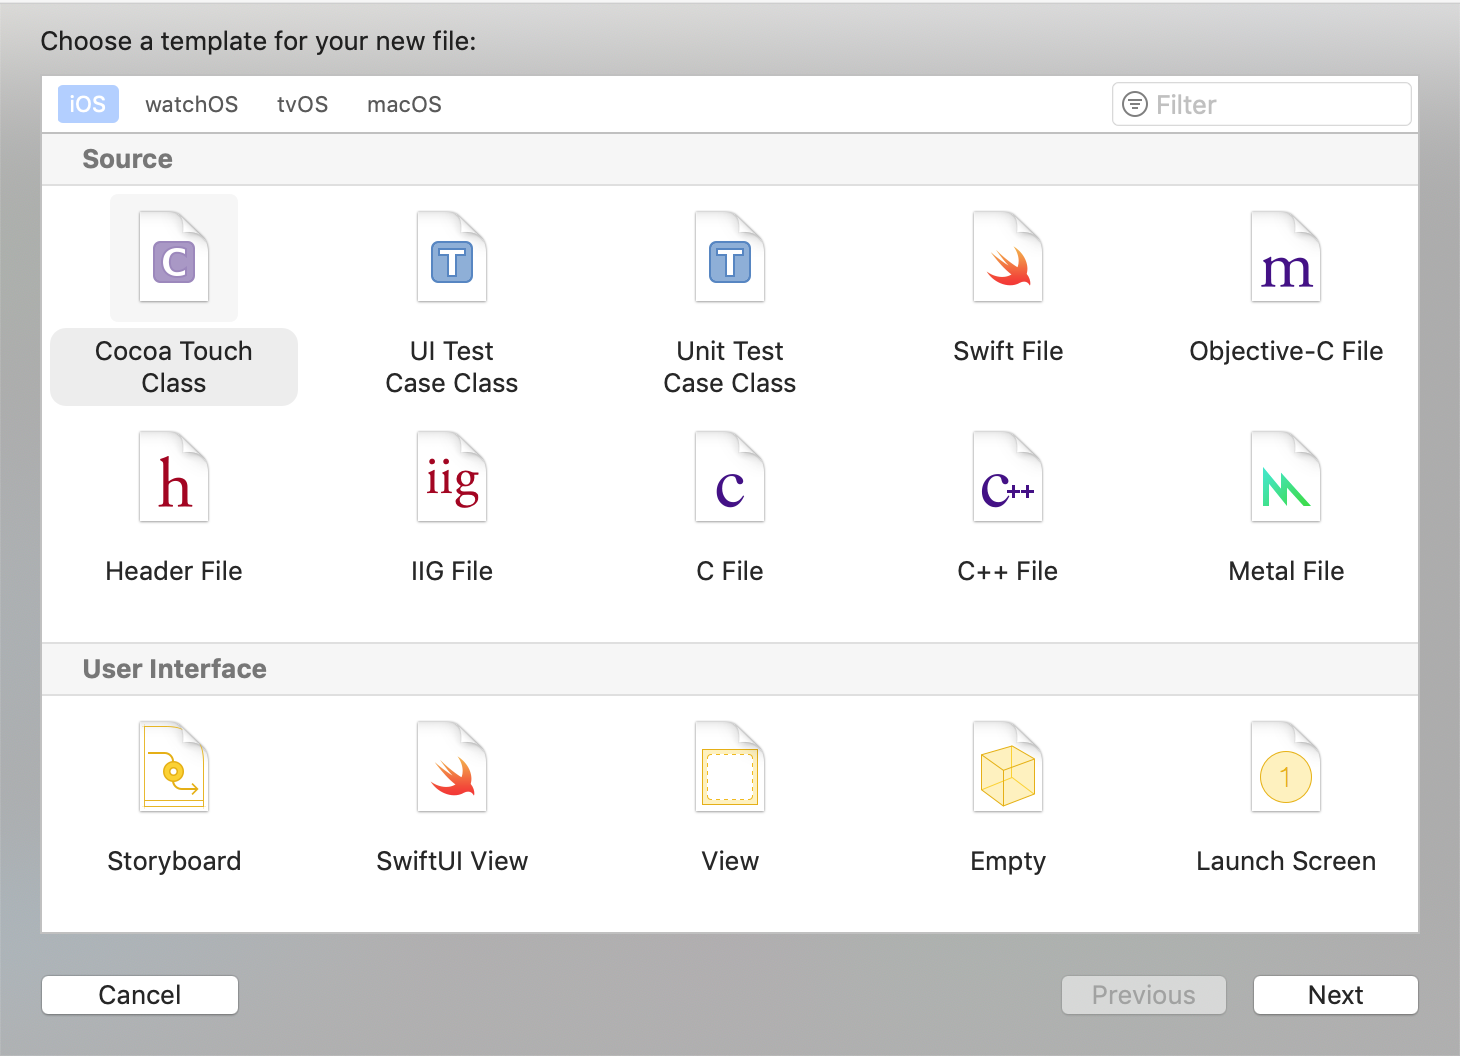 Choose a template for your new file:
iOS watchOS tvOS macOS Filter
Source
C T T m
Cocoa Touch Class
UI Test Case Class
Unit Test Case Class
Swift File
Objective-C File
h iig c c++
Header File IIG File C File C++ File Metal File
User Interface
1
Storyboard SwiftUI View View Empty Launch Screen
Cancel Previous Next